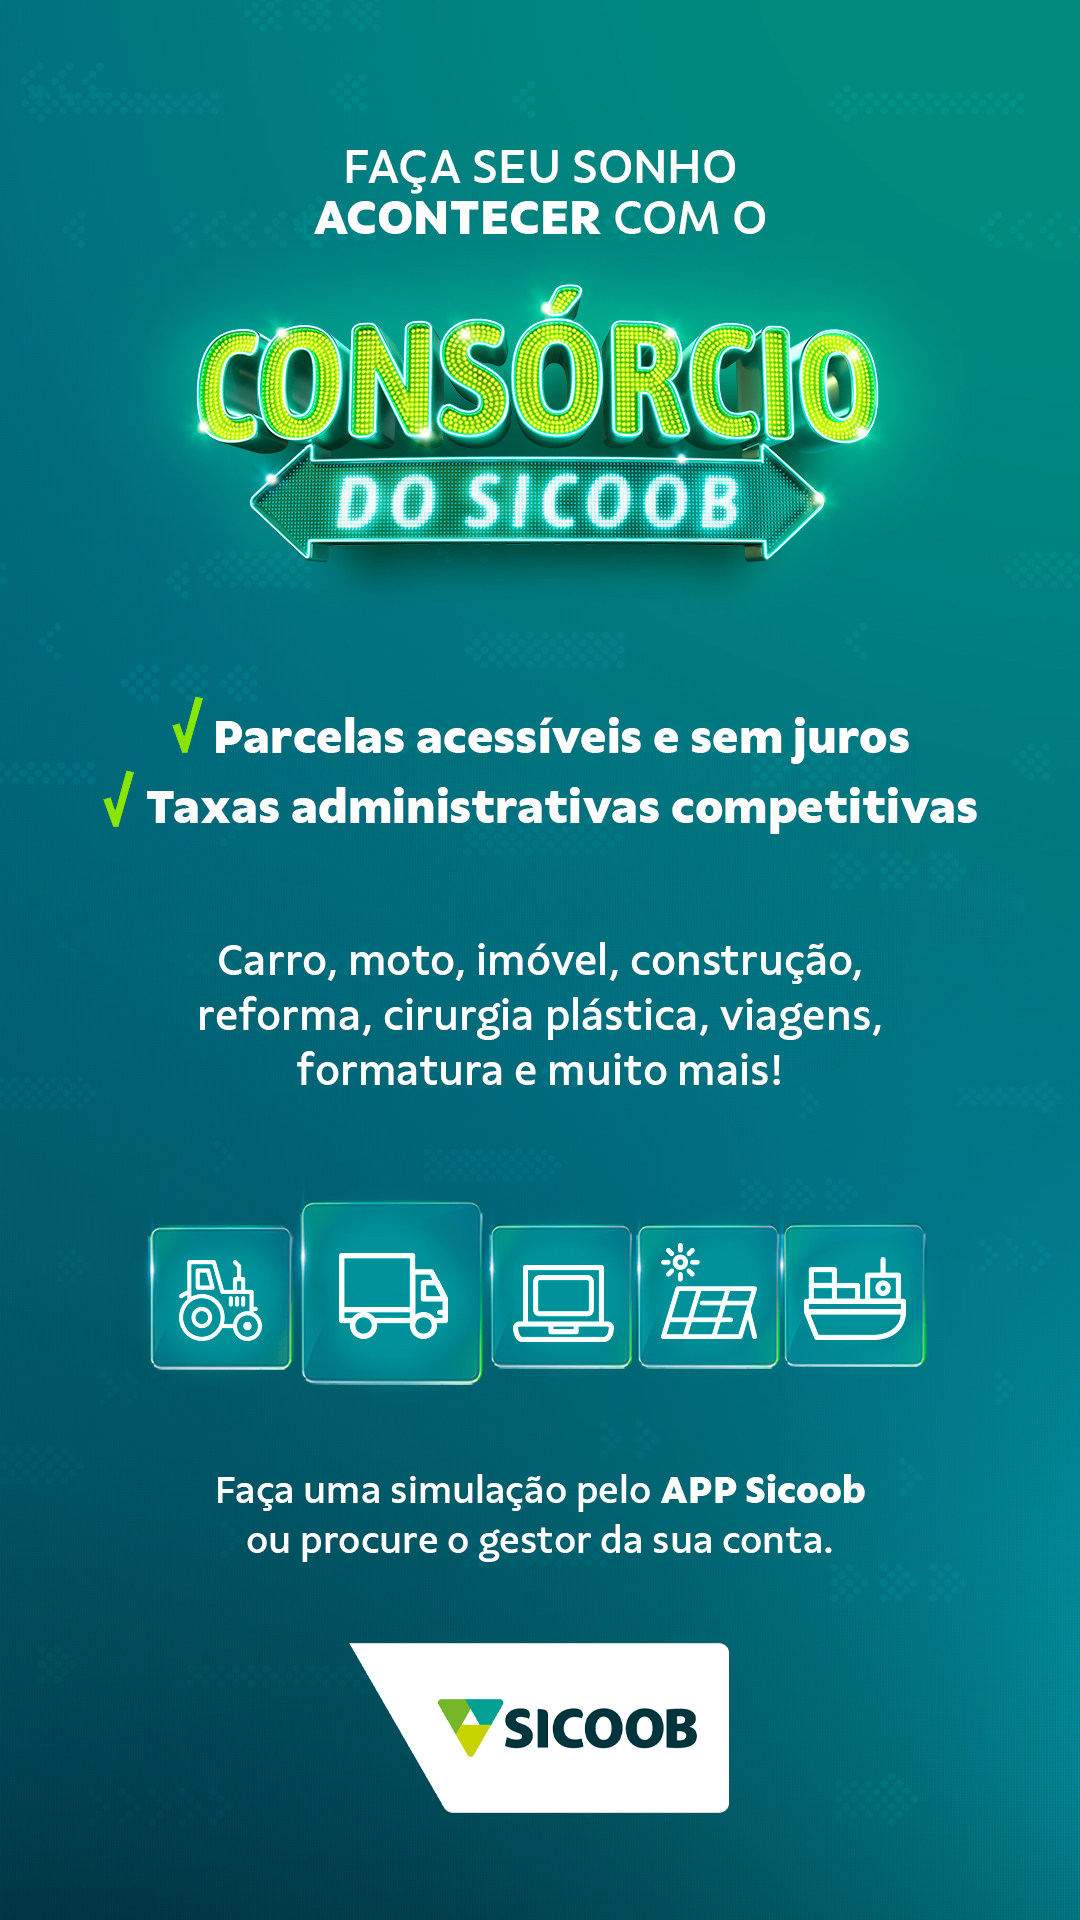 FAÇA SEU SONHO
ACONTECER COM O
CONSÓRCIO
DO SICOOB
√ Parcelas acessíveis e sem juros
√ Taxas administrativas competitivas
Carro, moto, imóvel, construção,
reforma, cirurgia plástica, viagens,
formatura e muito mais!
Faça uma simulação pelo APP Sicoob
ou procure o gestor da sua conta.
SICOOB